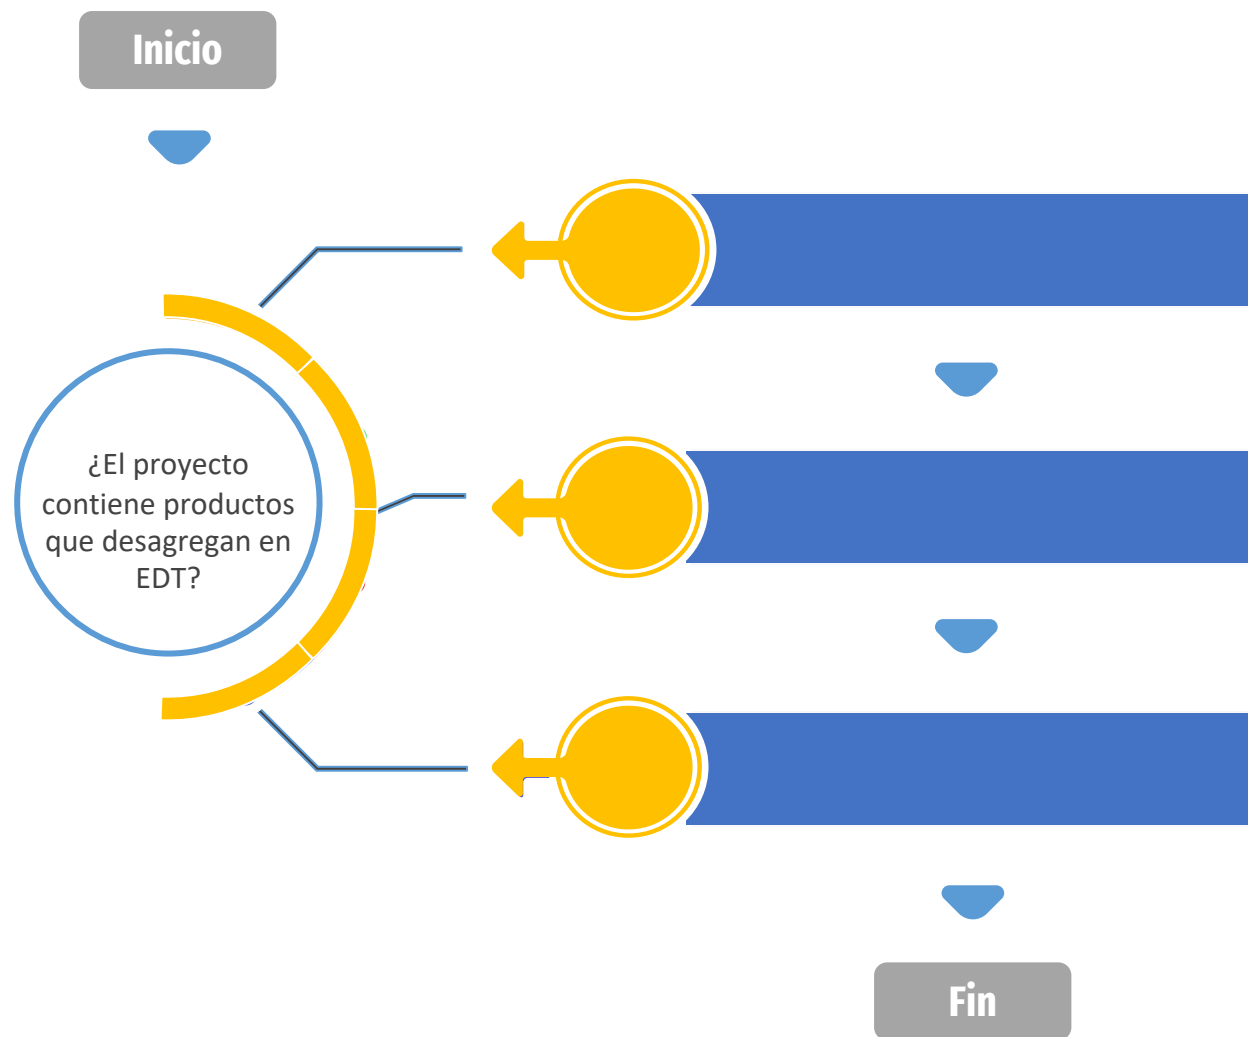 Inicio
¿El proyecto
contiene productos
que desagregan en
EDT?
Fin